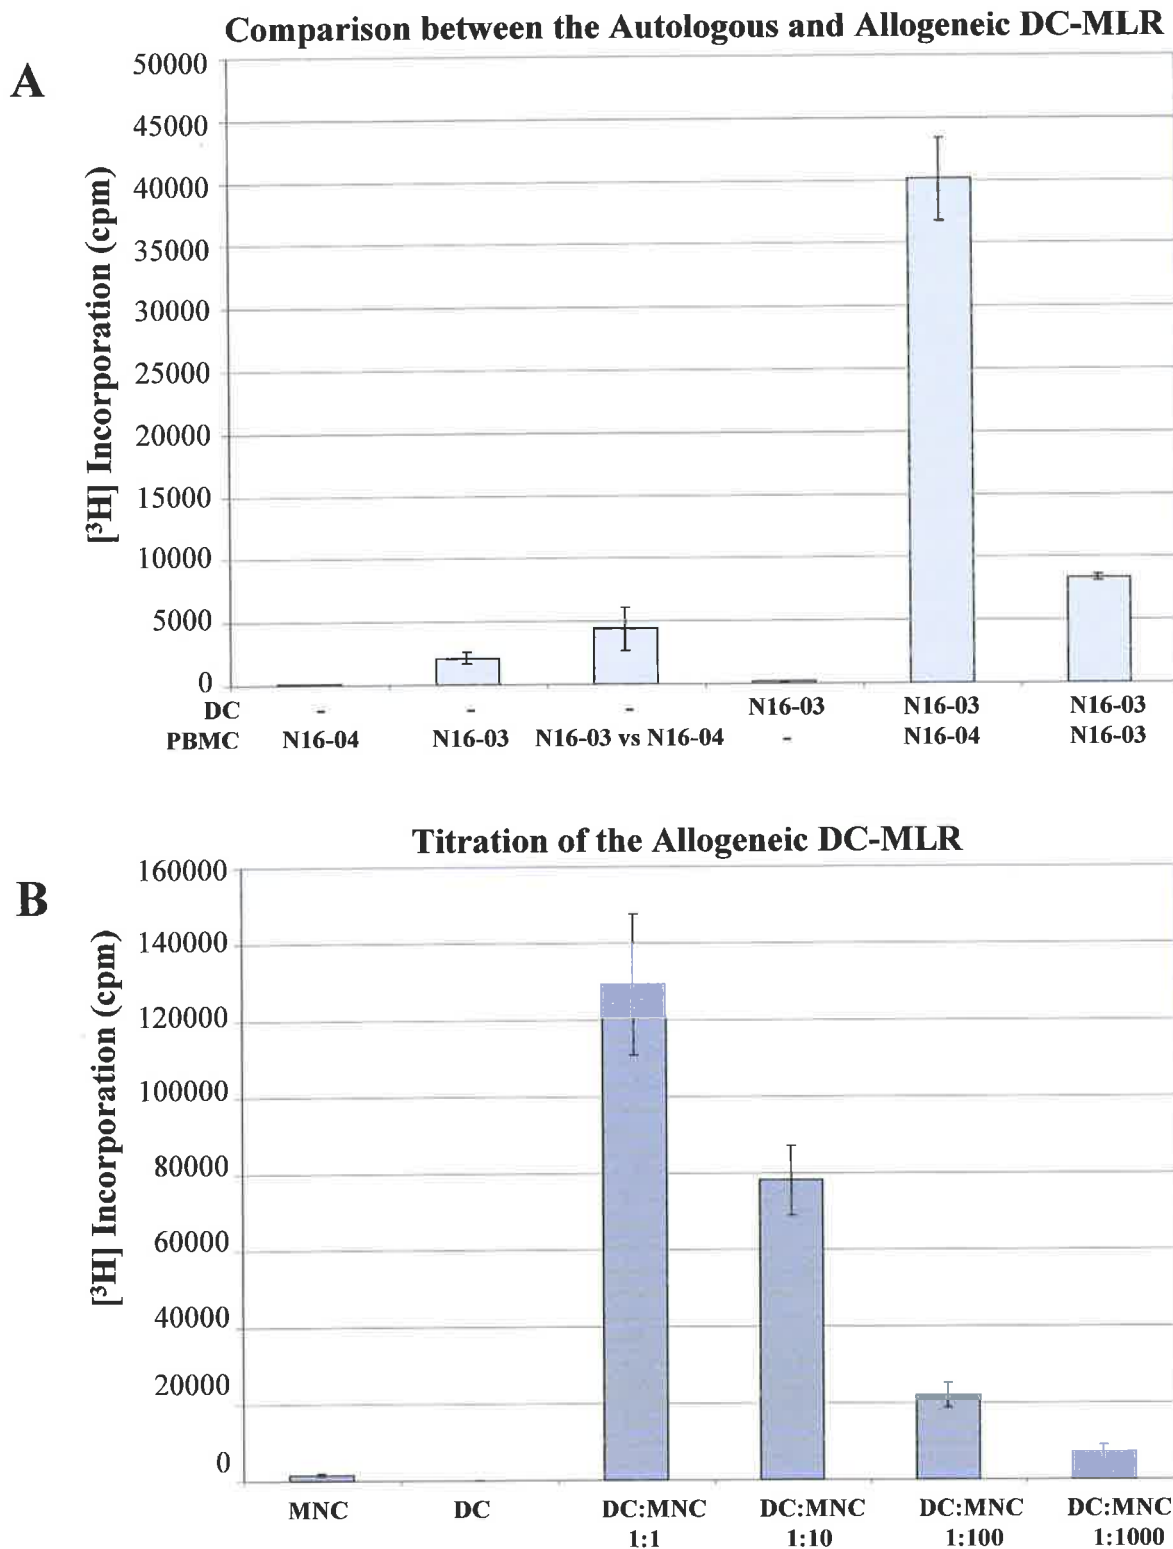 Comparison between the Autologous and Allogeneic DC-MLR
A
50000
45000
40000
35000
30000
25000
20000
15000
10000
5000
0
[³H] Incorporation (cpm)
DC - - - N16-03 N16-03 N16-03
PBMC N16-04 N16-03 N16-03 vs N16-04 - N16-04 N16-03
Titration of the Allogeneic DC-MLR
B
160000
140000
120000
100000
80000
60000
40000
20000
0
[³H] Incorporation (cpm)
MNC DC DC:MNC DC:MNC DC:MNC DC:MNC
1:1 1:10 1:100 1:1000